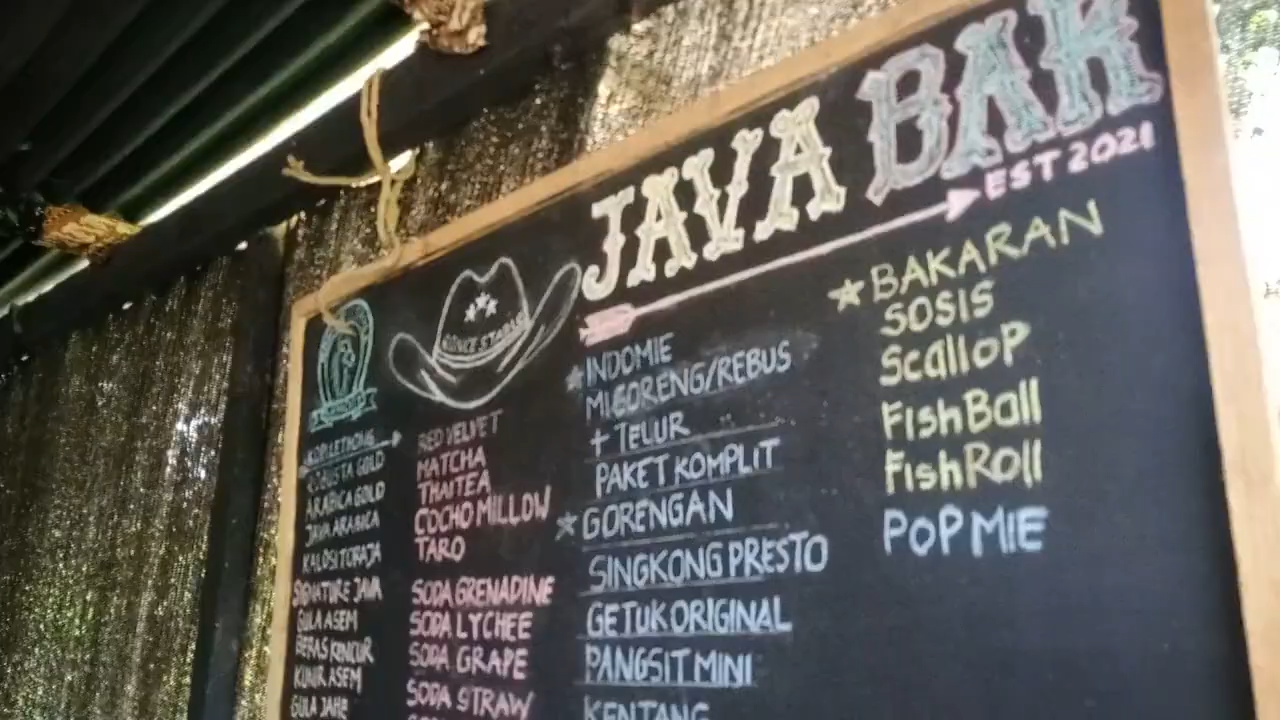 JAVA BAR
EST 2021
ROBUSTA GOLD
ARABICA GOLD
JAVA ARABICA
KALOSI TORAJA
SIGNATURE JAVA
GULA ASEM
BERAS KENCUR
KUNIR ASEM
GULA JAHE
RED VELVET
MATCHA
THAITEA
COCHO MILLOW
TARO
SODA GRENADINE
SODA LYCHEE
SODA GRAPE
SODA STRAW
INDOMIE
MI GORENG/REBUS
+ TELUR
PAKET KOMPLIT
GORENGAN
SINGKONG PRESTO
GETUK ORIGINAL
PANGSIT MINI
KENTANG
BAKARAN
SOSIS
Scallop
FishBall
FishRoll
POP MIE